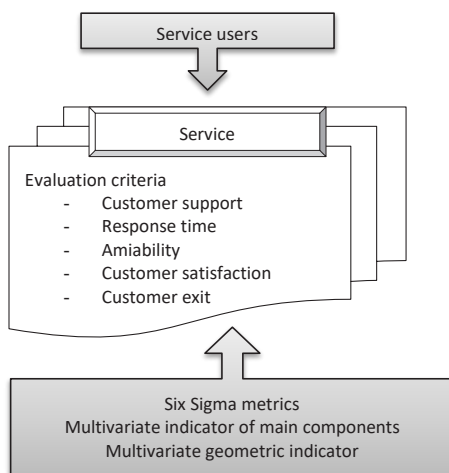 Service users
Service
Evaluation criteria
- Customer support
- Response time
- Amiability
- Customer satisfaction
- Customer exit
Six Sigma metrics
Multivariate indicator of main components
Multivariate geometric indicator